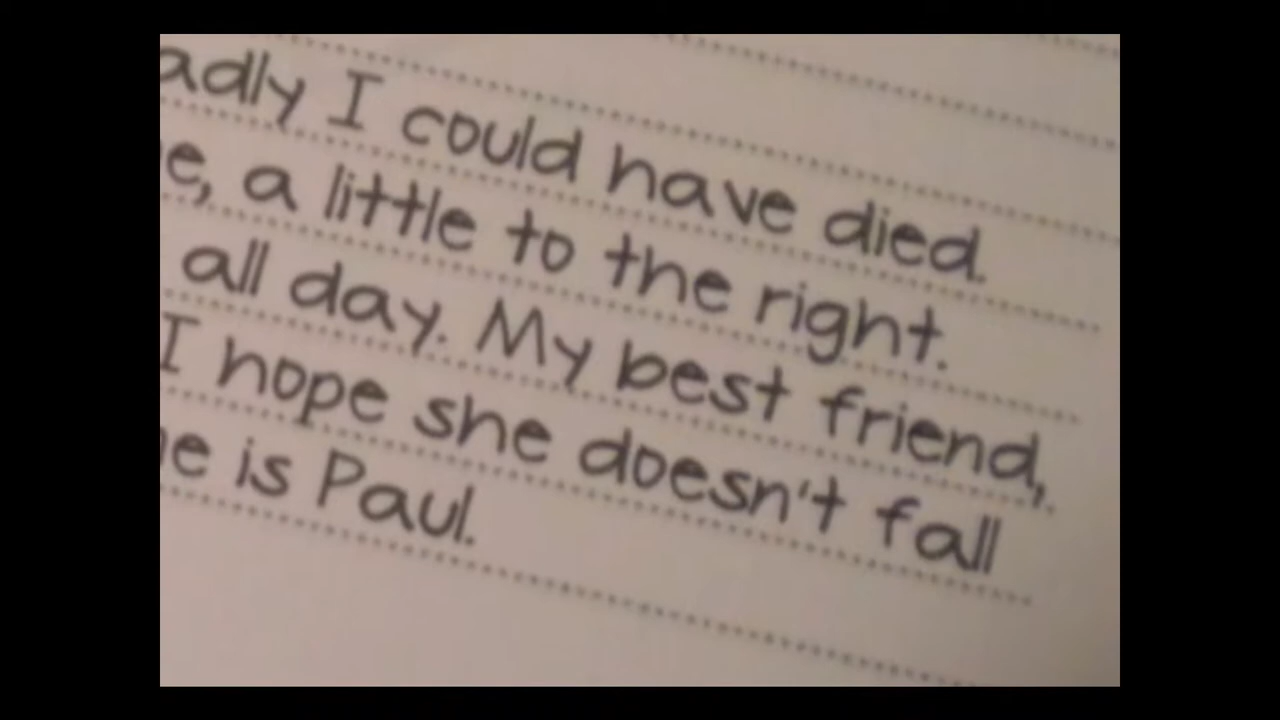 adly I could have died.
e, a little to the right.
all day. My best friend,
I hope she doesn't fall
e is Paul.